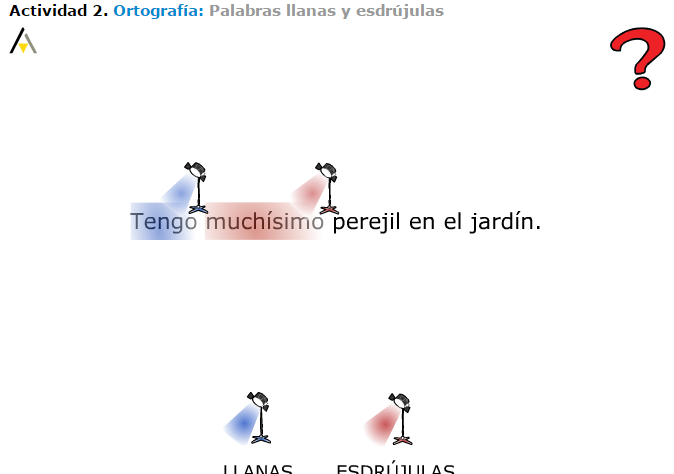 Actividad 2. Ortografía: Palabras llanas y esdrújulas
Tengo muchísimo perejil en el jardín.
LLANAS ESDRÚJULAS